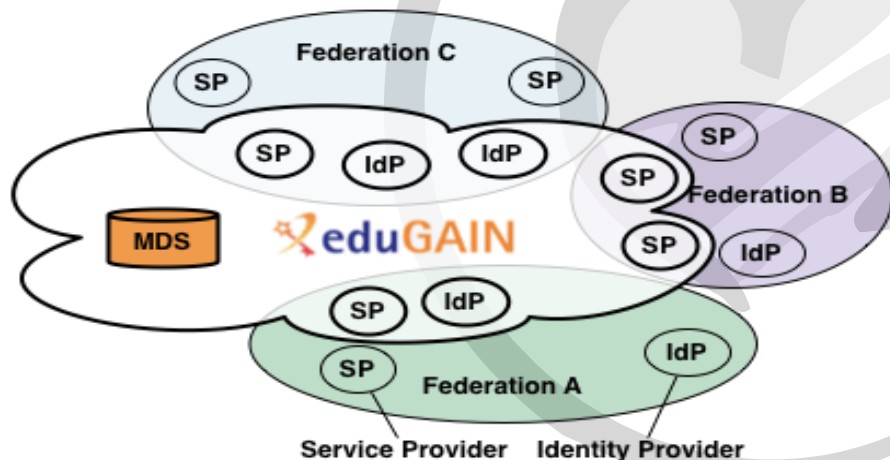 Federation C
SP
SP
SP
IdP
IdP
SP
SP
Federation B
MDS
eduGAIN
SP
IdP
SP
IdP
SP
IdP
Federation A
Service Provider
Identity Provider